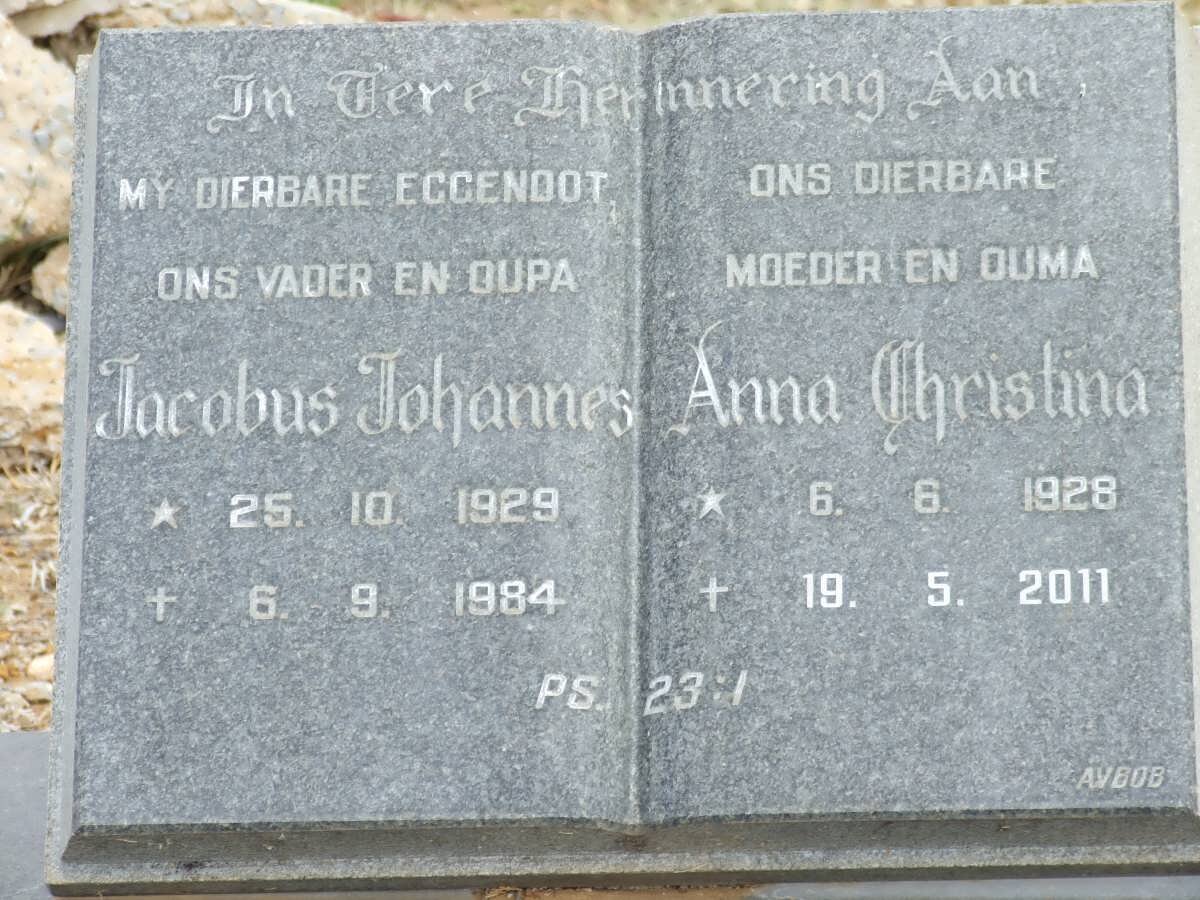 In Tere Herinnering Aan
MY DIERBARE EGGENOOT,
ONS VADER EN OUPA
Jacobus Johannes
★ 25. 10. 1929
✝ 6. 9. 1984
ONS DIERBARE
MOEDER EN OUMA
Anna Christina
★ 6. 6. 1928
✝ 19. 5. 2011
PS. 23:1
AVBOB